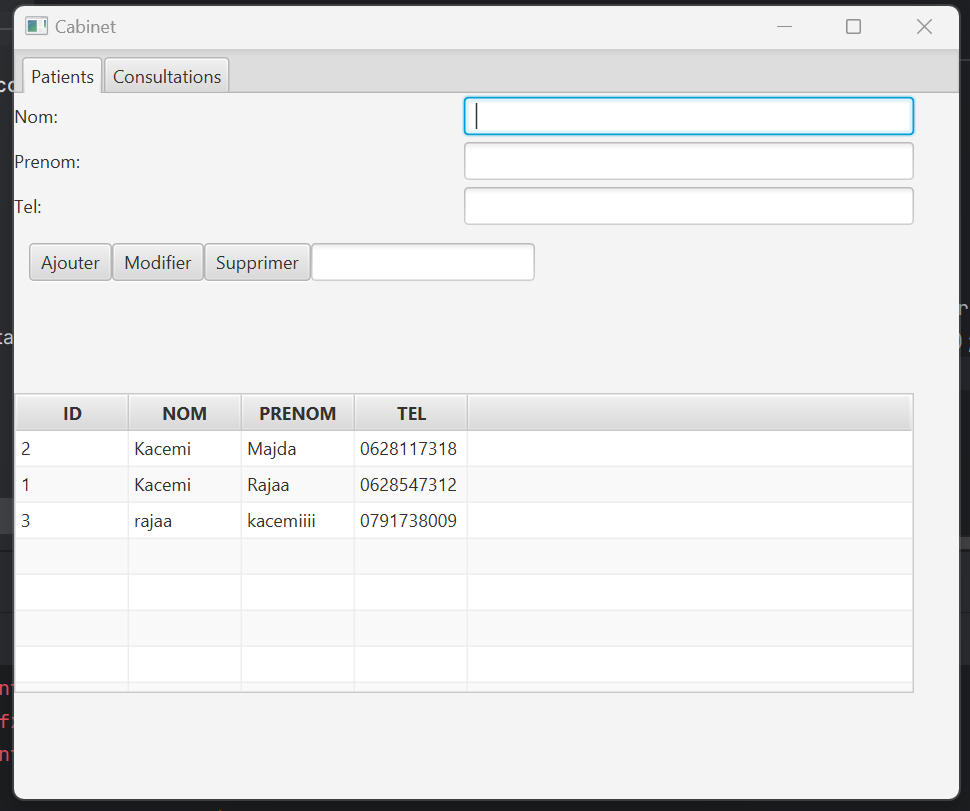 Cabinet
Patients Consultations
Nom:
Prenom:
Tel:
Ajouter Modifier Supprimer
ID NOM PRENOM TEL
2 Kacemi Majda 0628117318
1 Kacemi Rajaa 0628547312
3 rajaa kacemiiii 0791738009